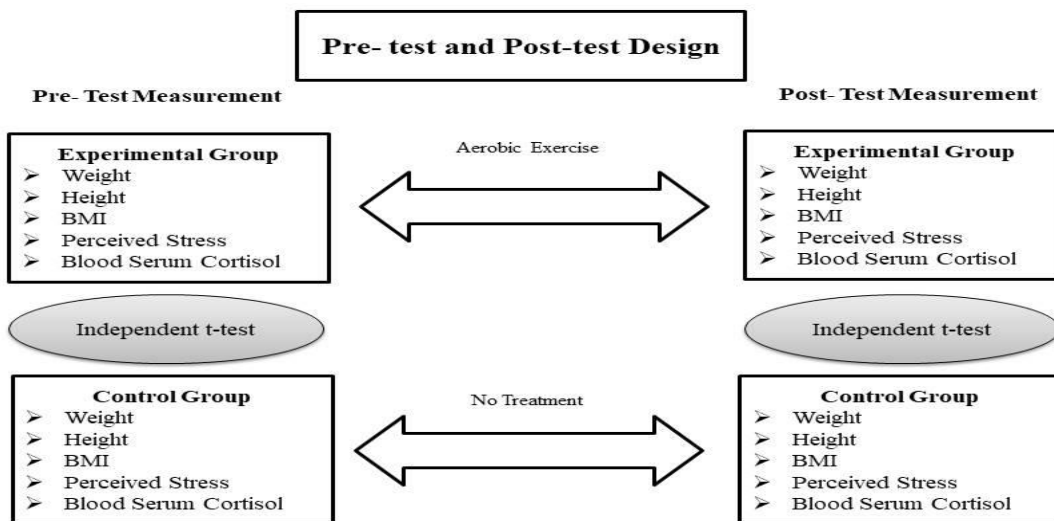 Pre- test and Post-test Design
Pre- Test Measurement
Post- Test Measurement
Experimental Group
➢ Weight
➢ Height
➢ BMI
➢ Perceived Stress
➢ Blood Serum Cortisol
Aerobic Exercise
Experimental Group
➢ Weight
➢ Height
➢ BMI
➢ Perceived Stress
➢ Blood Serum Cortisol
Independent t-test
Independent t-test
Control Group
➢ Weight
➢ Height
➢ BMI
➢ Perceived Stress
➢ Blood Serum Cortisol
No Treatment
Control Group
➢ Weight
➢ Height
➢ BMI
➢ Perceived Stress
➢ Blood Serum Cortisol